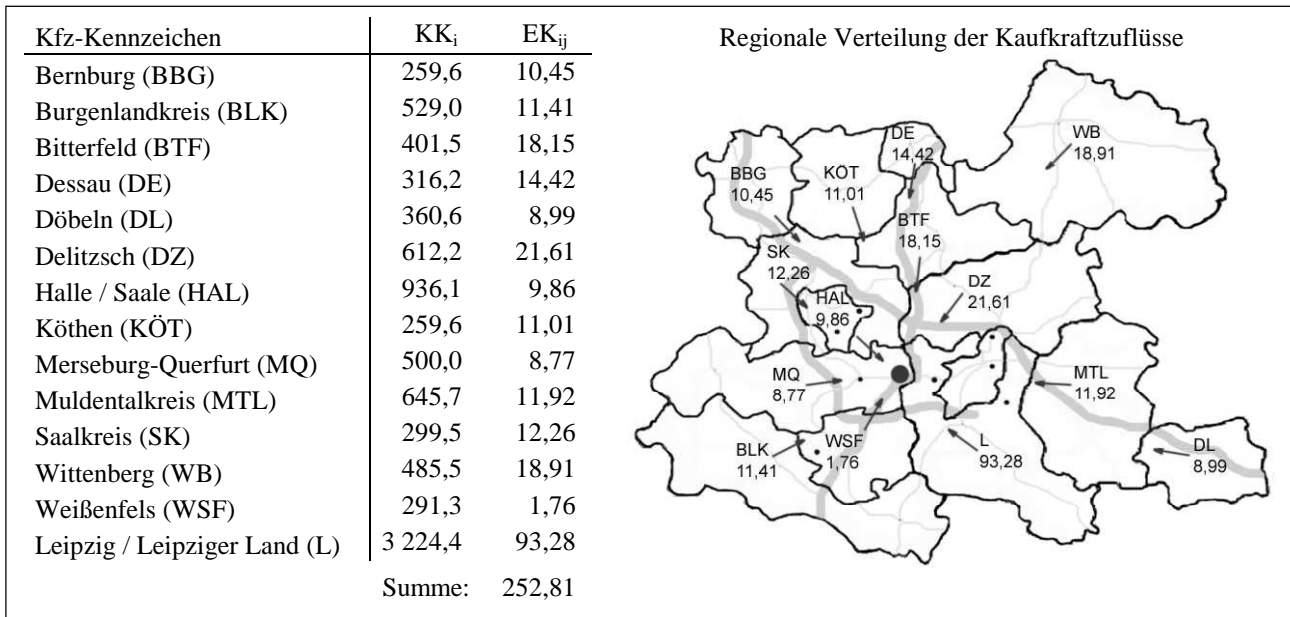 Kfz-Kennzeichen KKi EKij
Bernburg (BBG) 259,6 10,45
Burgenlandkreis (BLK) 529,0 11,41
Bitterfeld (BTF) 401,5 18,15
Dessau (DE) 316,2 14,42
Döbeln (DL) 360,6 8,99
Delitzsch (DZ) 612,2 21,61
Halle / Saale (HAL) 936,1 9,86
Köthen (KÖT) 259,6 11,01
Merseburg-Querfurt (MQ) 500,0 8,77
Muldentalkreis (MTL) 645,7 11,92
Saalkreis (SK) 299,5 12,26
Wittenberg (WB) 485,5 18,91
Weißenfels (WSF) 291,3 1,76
Leipzig / Leipziger Land (L) 3 224,4 93,28
Summe: 252,81
Regionale Verteilung der Kaufkraftzuflüsse
DE
14,42
WB
18,91
BBG
10,45
KÖT
11,01
BTF
18,15
SK
12,26
DZ
21,61
HAL
9,86
MQ
8,77
MTL
11,92
BLK
11,41
WSF
1,76
L
93,28
DL
8,99